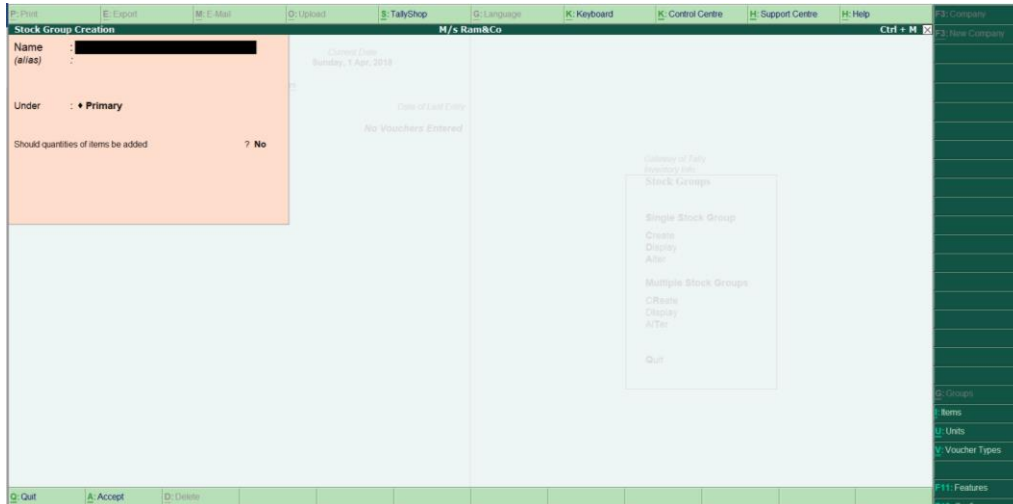 P: Print E: Export M: E-Mail O: Upload S: TallyShop G: Language K: Keyboard K: Control Centre H: Support Centre H: Help
F3: Company
F3: New Company
Stock Group Creation M/s Ram&Co Ctrl + M
Name :
(alias) :
Current Date
Sunday, 1 Apr, 2018
Under : ♦ Primary
Date of Last Entry
No Vouchers Entered
Should quantities of items be added ? No
Gateway of Tally
Inventory Info.
Stock Groups
Single Stock Group
Create
Display
Alter
Multiple Stock Groups
CReate
Display
AlTer
Quit
G: Groups
I: Items
U: Units
V: Voucher Types
F11: Features
Q: Quit A: Accept D: Delete